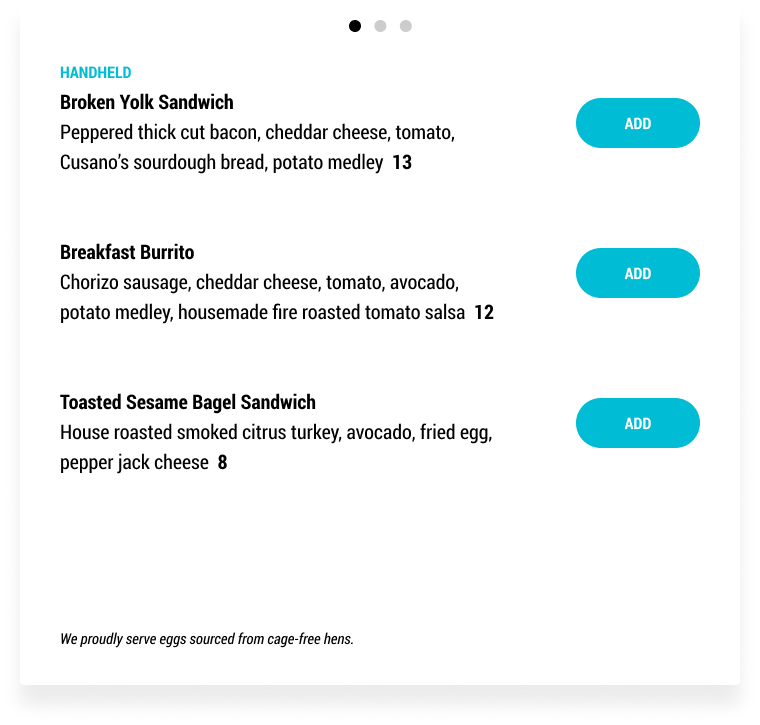 HANDHELD
Broken Yolk Sandwich
Peppered thick cut bacon, cheddar cheese, tomato,
Cusano’s sourdough bread, potato medley 13
ADD
Breakfast Burrito
Chorizo sausage, cheddar cheese, tomato, avocado,
potato medley, housemade fire roasted tomato salsa 12
ADD
Toasted Sesame Bagel Sandwich
House roasted smoked citrus turkey, avocado, fried egg,
pepper jack cheese 8
ADD
We proudly serve eggs sourced from cage-free hens.